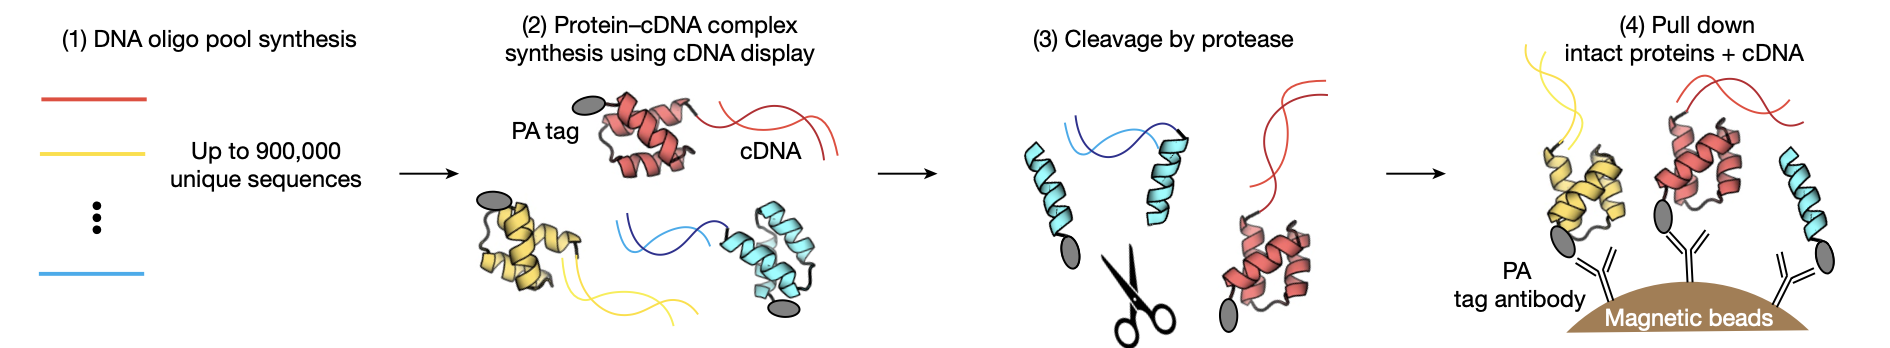 (1) DNA oligo pool synthesis
Up to 900,000
unique sequences
(2) Protein–cDNA complex
synthesis using cDNA display
PA tag
cDNA
(3) Cleavage by protease
(4) Pull down
intact proteins + cDNA
PA
tag antibody
Magnetic beads